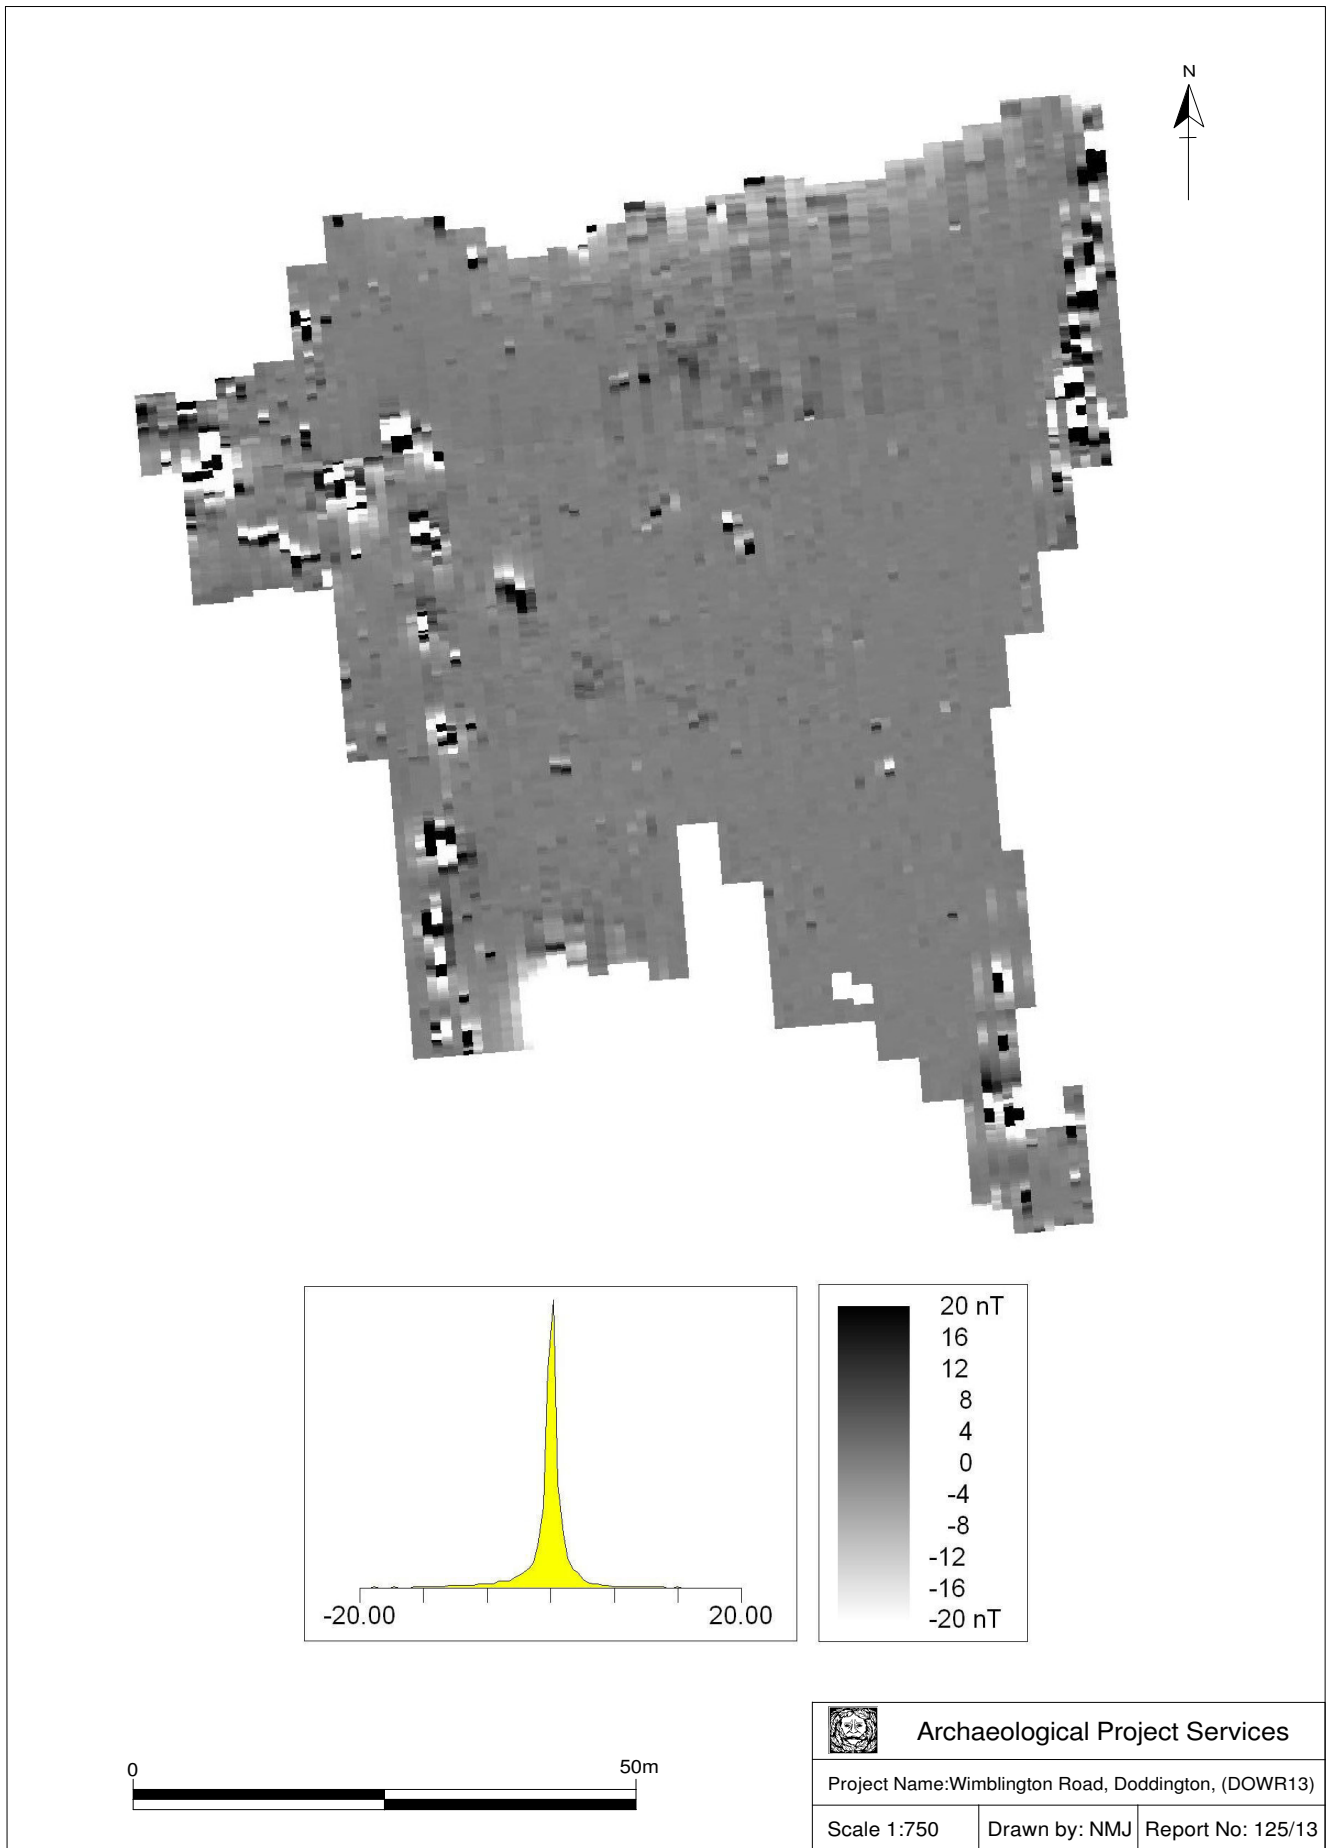 N
20 nT
16
12
8
4
0
-4
-8
-12
-16
-20 nT
-20.00 20.00
0 50m
Archaeological Project Services
Project Name:Wimblington Road, Doddington, (DOWR13)
Scale 1:750 Drawn by: NMJ Report No: 125/13